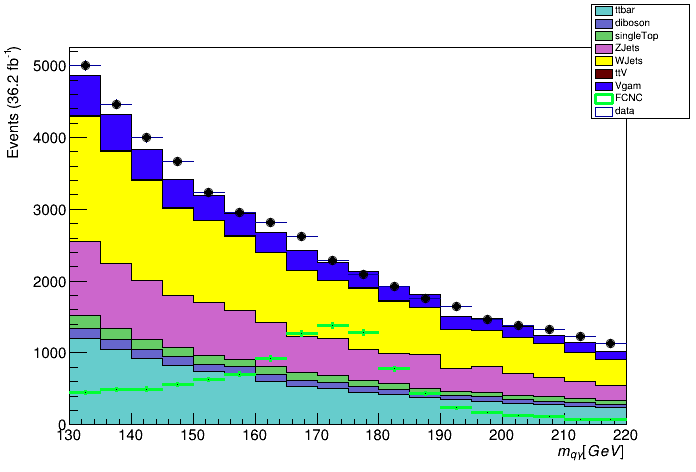 ttbar
diboson
singleTop
ZJets
WJets
ttV
Vgam
FCNC
data
Events (36.2 fb⁻¹)
5000
4000
3000
2000
1000
0
130 140 150 160 170 180 190 200 210 220
m_qγ[GeV]